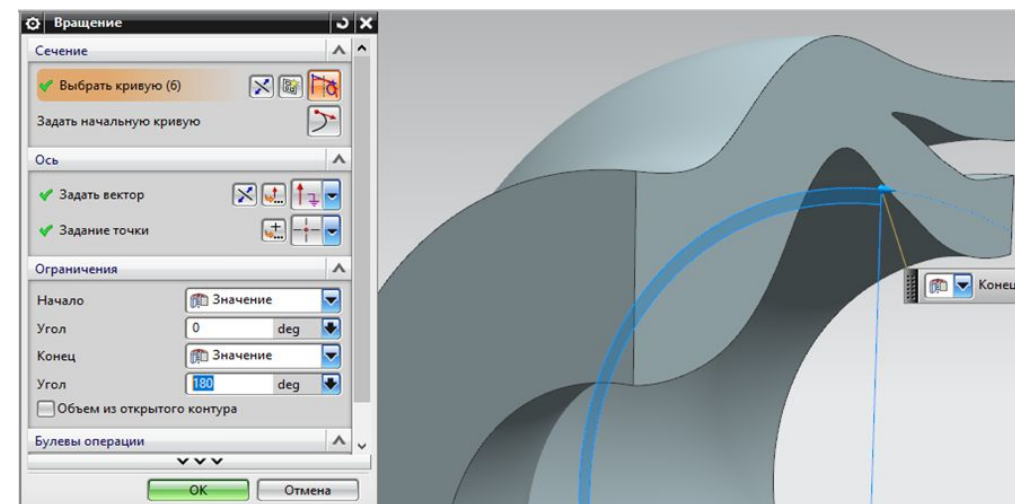 Вращение
Сечение
Выбрать кривую (6)
Задать начальную кривую
Ось
Задать вектор
Задание точки
Ограничения
Начало Значение
Угол 0 deg
Конец Значение
Угол 180 deg
Объем из открытого контура
Булевы операции
OK Отмена
Конец